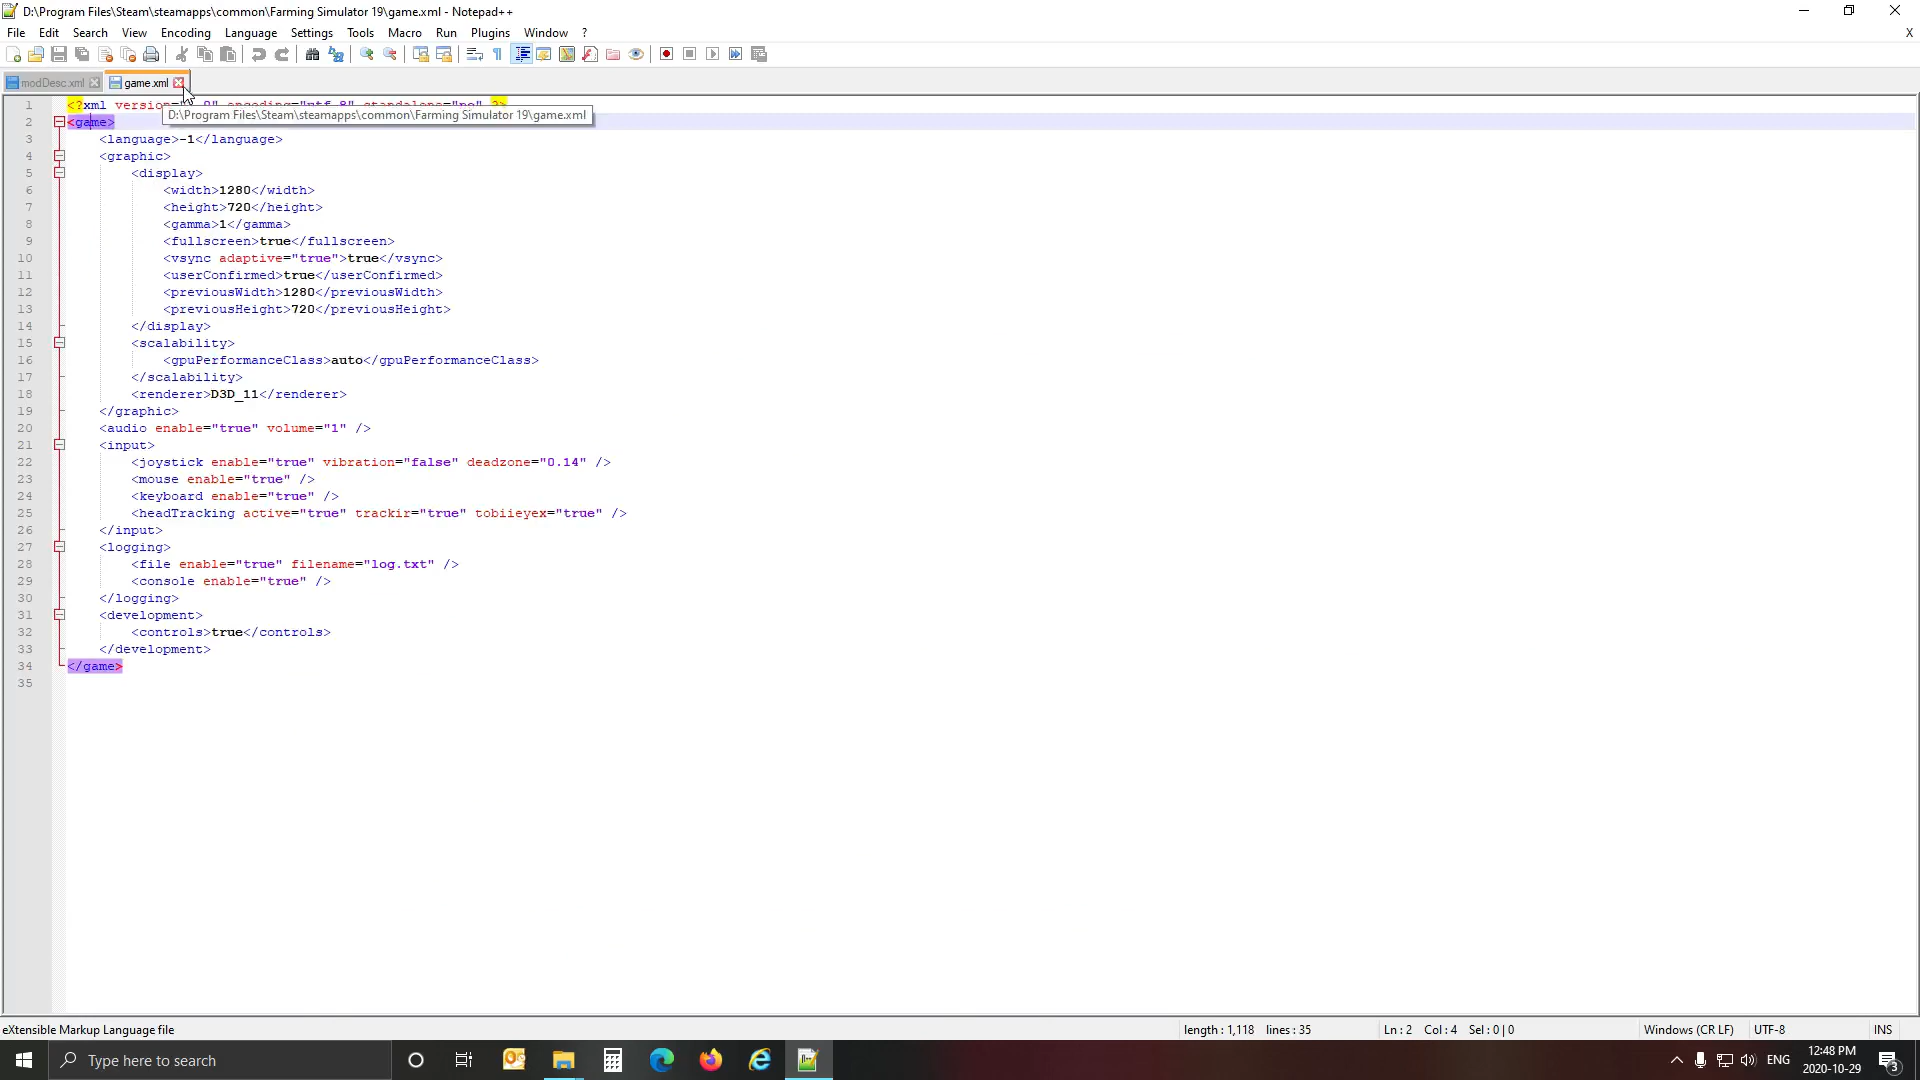 D:\Program Files\Steam\steamapps\common\Farming Simulator 19\game.xml - Notepad++
File Edit Search View Encoding Language Settings Tools Macro Run Plugins Window ? X
modDesc.xml game.xml
1 <?xml version="1.0" encoding="utf-8" standalone="no" ?>
D:\Program Files\Steam\steamapps\common\Farming Simulator 19\game.xml
2 <game>
3 <language>-1</language>
4 <graphic>
5 <display>
6 <width>1280</width>
7 <height>720</height>
8 <gamma>1</gamma>
9 <fullscreen>true</fullscreen>
10 <vsync adaptive="true">true</vsync>
11 <userConfirmed>true</userConfirmed>
12 <previousWidth>1280</previousWidth>
13 <previousHeight>720</previousHeight>
14 </display>
15 <scalability>
16 <gpuPerformanceClass>auto</gpuPerformanceClass>
17 </scalability>
18 <renderer>D3D_11</renderer>
19 </graphic>
20 <audio enable="true" volume="1" />
21 <input>
22 <joystick enable="true" vibration="false" deadzone="0.14" />
23 <mouse enable="true" />
24 <keyboard enable="true" />
25 <headTracking active="true" trackir="true" tobiieyex="true" />
26 </input>
27 <logging>
28 <file enable="true" filename="log.txt" />
29 <console enable="true" />
30 </logging>
31 <development>
32 <controls>true</controls>
33 </development>
34 </game>
35
eXtensible Markup Language file length : 1,118 lines : 35 Ln : 2 Col : 4 Sel : 0 | 0 Windows (CR LF) UTF-8 INS
Type here to search ENG 12:48 PM
2020-10-29 3